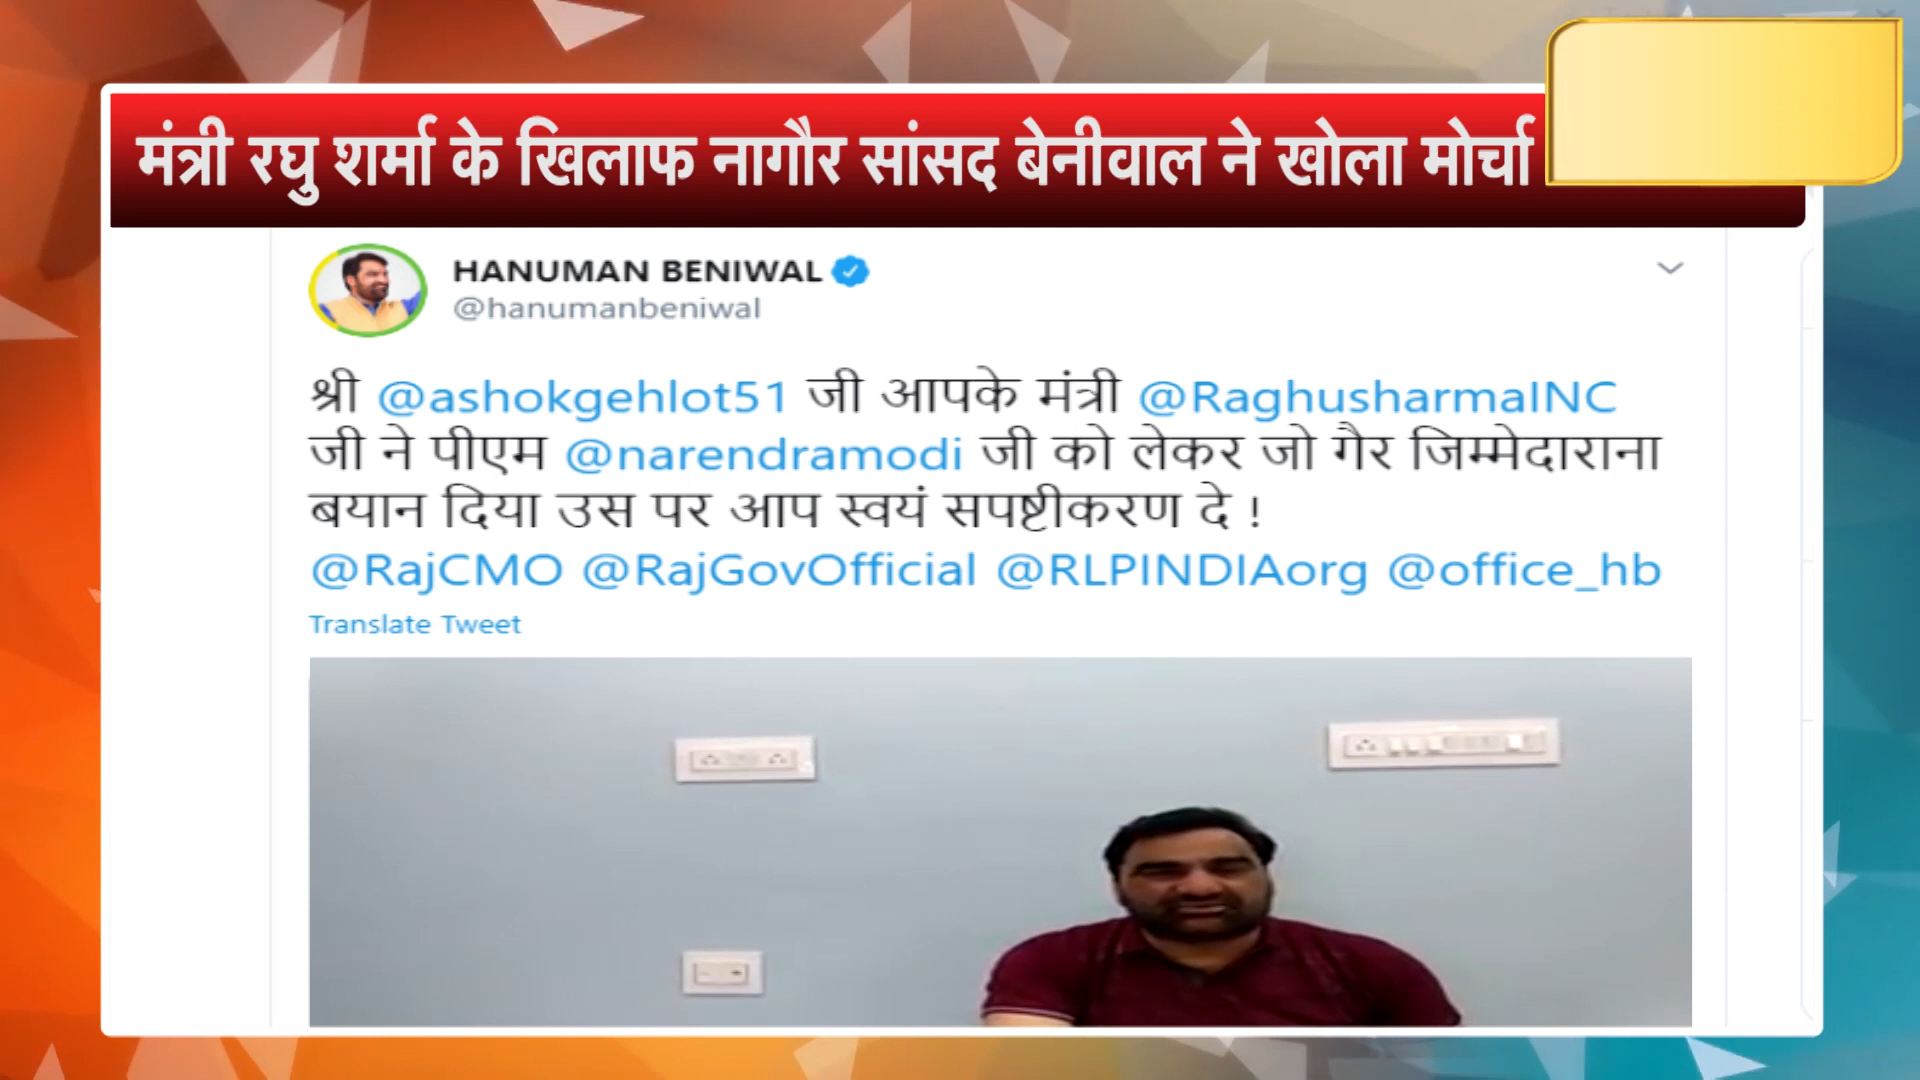 मंत्री रघु शर्मा के खिलाफ नागौर सांसद बेनीवाल ने खोला मोर्चा
HANUMAN BENIWAL
@hanumanbeniwal
श्री @ashokgehlot51 जी आपके मंत्री @RaghusharmaINC
जी ने पीएम @narendramodi जी को लेकर जो गैर जिम्मेदाराना
बयान दिया उस पर आप स्वयं सपष्टीकरण दे !
@RajCMO @RajGovOfficial @RLPINDIAorg @office_hb
Translate Tweet